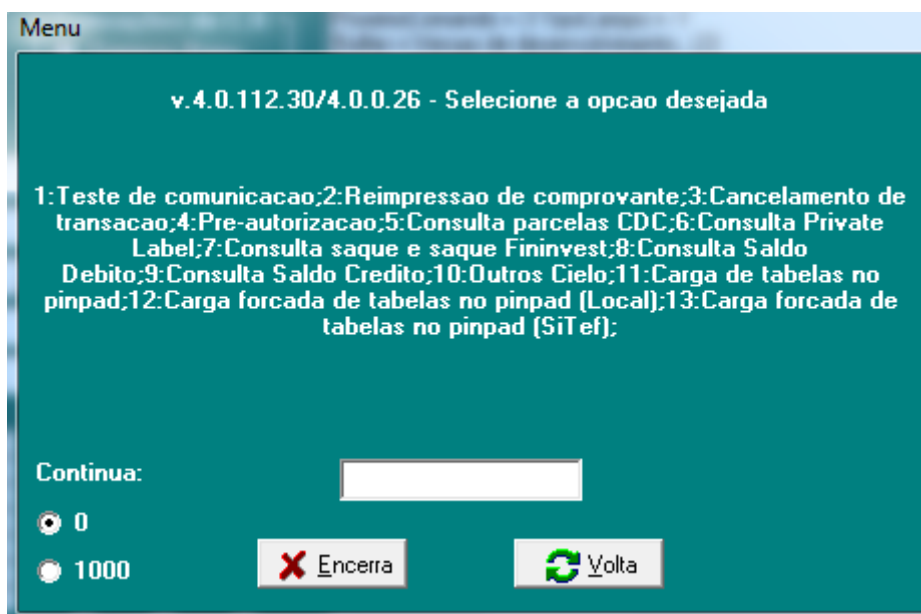 Menu
v.4.0.112.30/4.0.0.26 - Selecione a opcao desejada
1:Teste de comunicacao;2:Reimpressao de comprovante;3:Cancelamento de
transacao;4:Pre-autorizacao;5:Consulta parcelas CDC;6:Consulta Private
Label;7:Consulta saque e saque Fininvest;8:Consulta Saldo
Debito;9:Consulta Saldo Credito;10:Outros Cielo;11:Carga de tabelas no
pinpad;12:Carga forcada de tabelas no pinpad (Local);13:Carga forcada de
tabelas no pinpad (SiTef);
Continua:
0
1000
Encerra
Volta